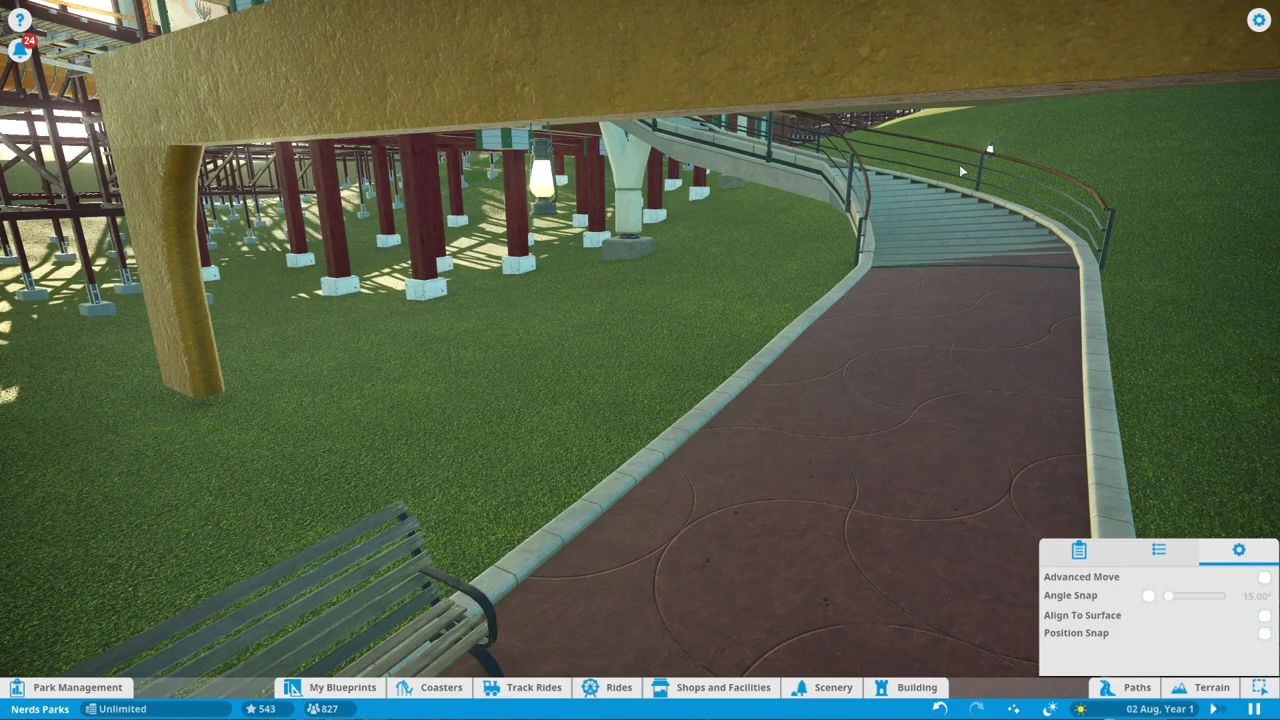 ?
24
Advanced Move
Angle Snap 15.00°
Align To Surface
Position Snap
Park Management My Blueprints Coasters Track Rides Rides Shops and Facilities Scenery Building Paths Terrain
Nerds Parks Unlimited 543 827 02 Aug, Year 1